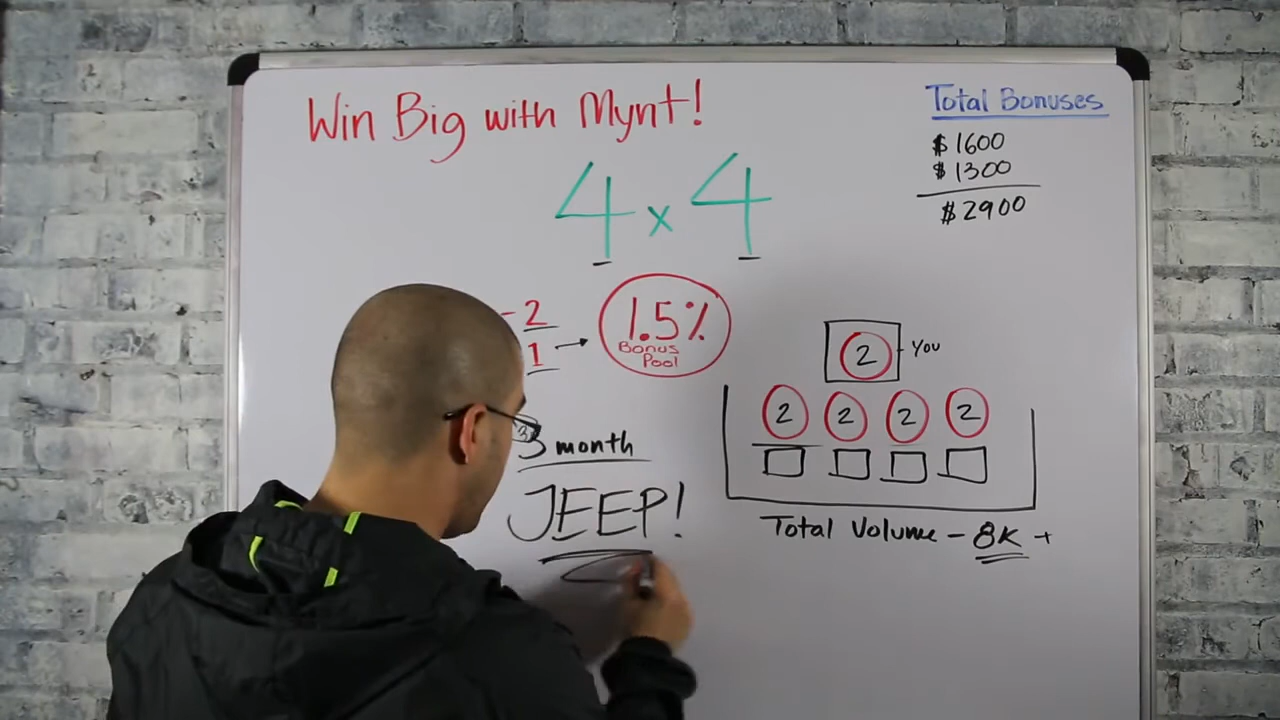 Win Big with Mynt!
Total Bonuses
$1600
$1300
$2900
4 x 4
- 2
1 →
1.5%
Bonus
Pool
2
- YOU
2 2 2 2
3 month
JEEP!
Total Volume - 8K +